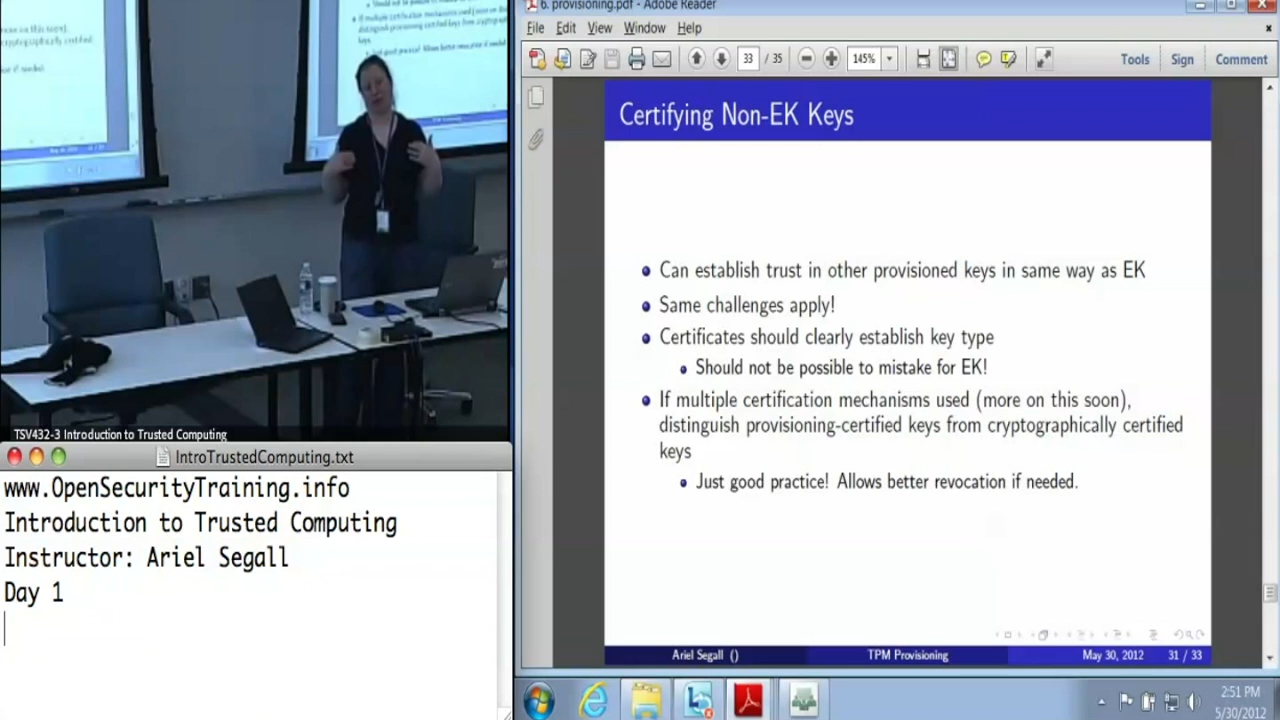 TSV432-3 Introduction to Trusted Computing
IntroTrustedComputing.txt
www.OpenSecurityTraining.info
Introduction to Trusted Computing
Instructor: Ariel Segall
Day 1
6. provisioning.pdf - Adobe Reader
File Edit View Window Help
33 / 35 145% Tools Sign Comment
Certifying Non-EK Keys
Can establish trust in other provisioned keys in same way as EK
Same challenges apply!
Certificates should clearly establish key type
Should not be possible to mistake for EK!
If multiple certification mechanisms used (more on this soon),
distinguish provisioning-certified keys from cryptographically certified
keys
Just good practice! Allows better revocation if needed.
Ariel Segall () TPM Provisioning May 30, 2012 31 / 33
2:51 PM
5/30/2012